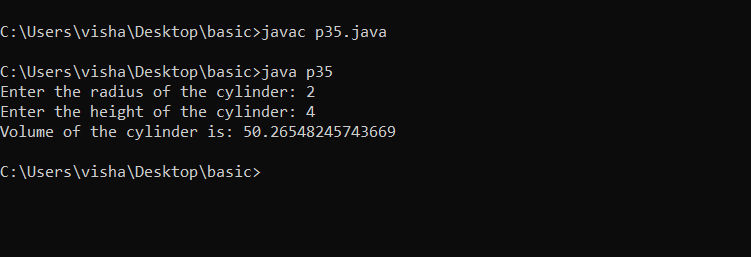 C:\Users\visha\Desktop\basic>javac p35.java
C:\Users\visha\Desktop\basic>java p35
Enter the radius of the cylinder: 2
Enter the height of the cylinder: 4
Volume of the cylinder is: 50.26548245743669
C:\Users\visha\Desktop\basic>